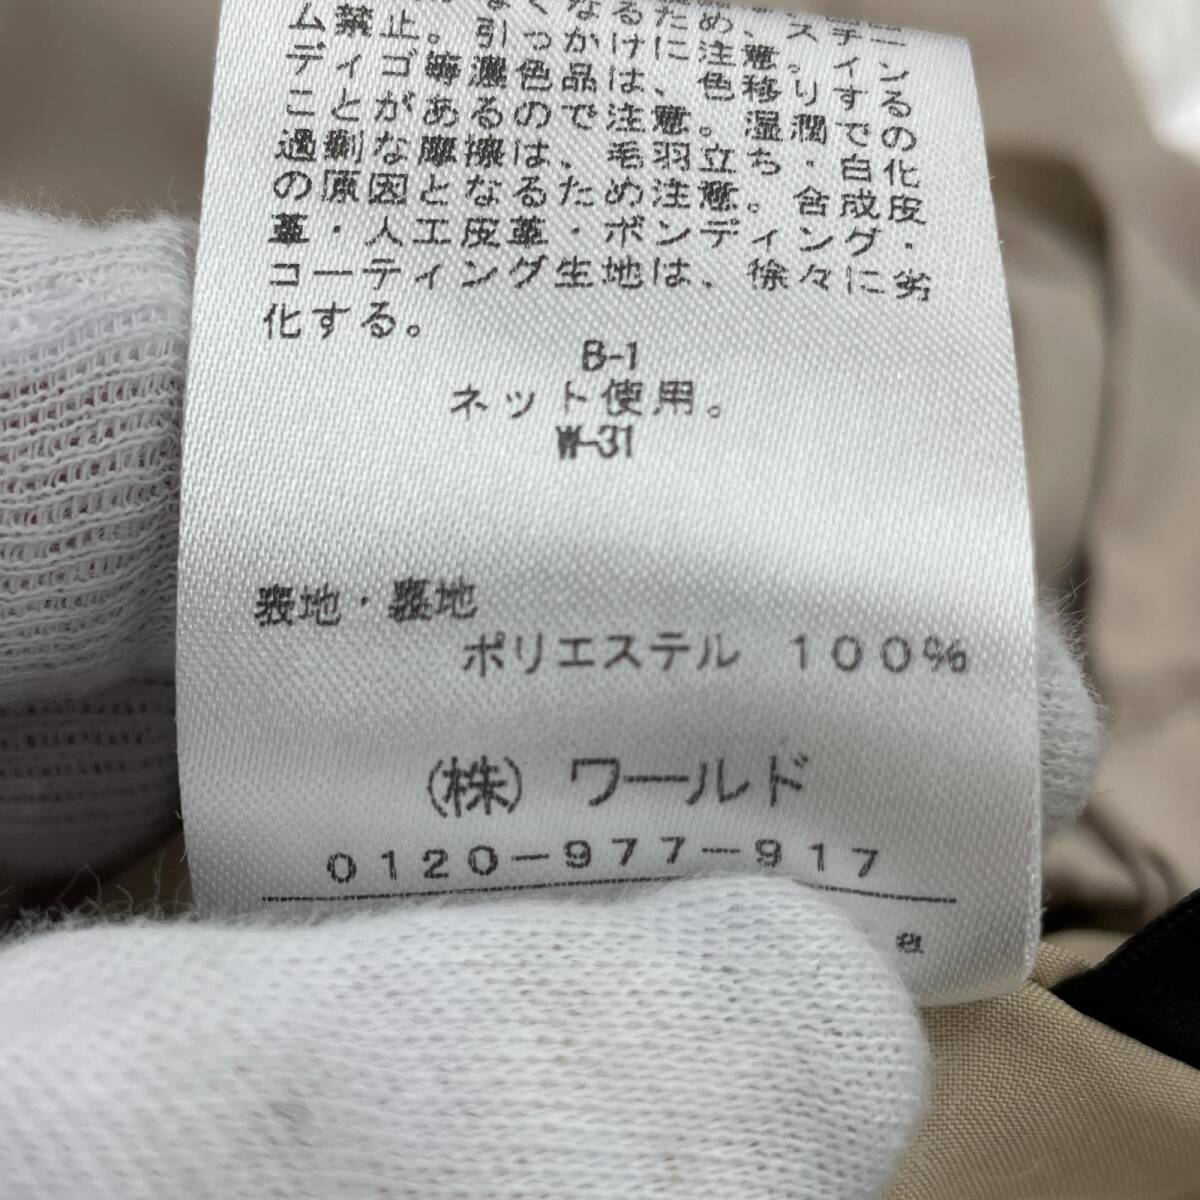 ム禁止。引っかけに注意。
ディゴ等濃色品は、色移りす
ことがあるので注意。湿潤・
過剰な摩擦は、毛羽立ち・白化
の原因となるため注意。合成皮
革・人工皮革・ボンディング・
コーティング生地は、徐々に劣
化する。
B-1
ネット使用。
W-31
表地・裏地
ポリエステル 100%
(株) ワールド
0120-977-917